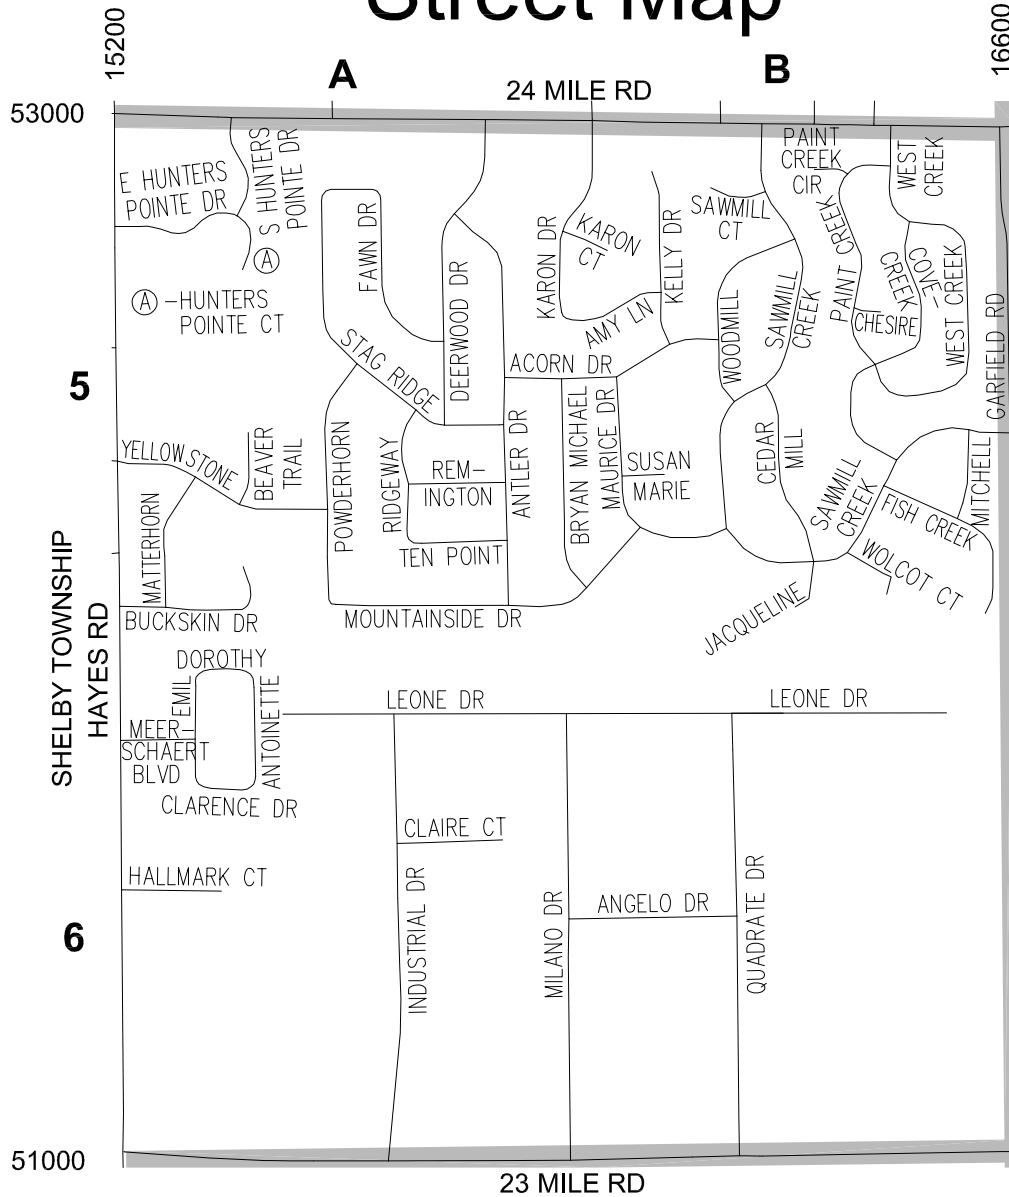 Street Map
15200
16600
A
B
24 MILE RD
53000
E HUNTERS
POINTE DR
S HUNTERS
POINTE DR
A
A -HUNTERS
POINTE CT
FAWN DR
DEERWOOD DR
KARON DR
KARON
CT
KELLY DR
AMY LN
SAWMILL
CT
PAINT
CREEK
CIR
WEST
CREEK
PAINT CREEK
COVE-
CREEK
WEST CREEK
CHESIRE
WOODMILL
SAWMILL
CREEK
GARFIELD RD
STAG RIDGE
ACORN DR
5
YELLOWSTONE
BEAVER
TRAIL
POWDERHORN
RIDGEWAY
REM-
INGTON
ANTLER DR
BRYAN MICHAEL
MAURICE DR
SUSAN
MARIE
CEDAR
MILL
SAWMILL
CREEK
MITCHELL
FISH CREEK
WOLCOT CT
MATTERHORN
TEN POINT
BUCKSKIN DR
MOUNTAINSIDE DR
JACQUELINE
SHELBY TOWNSHIP
HAYES RD
DOROTHY
EMIL
ANTOINETTE
MEER-
SCHAERT
BLVD
CLARENCE DR
LEONE DR
LEONE DR
CLAIRE CT
HALLMARK CT
INDUSTRIAL DR
MILANO DR
ANGELO DR
QUADRATE DR
6
51000
23 MILE RD